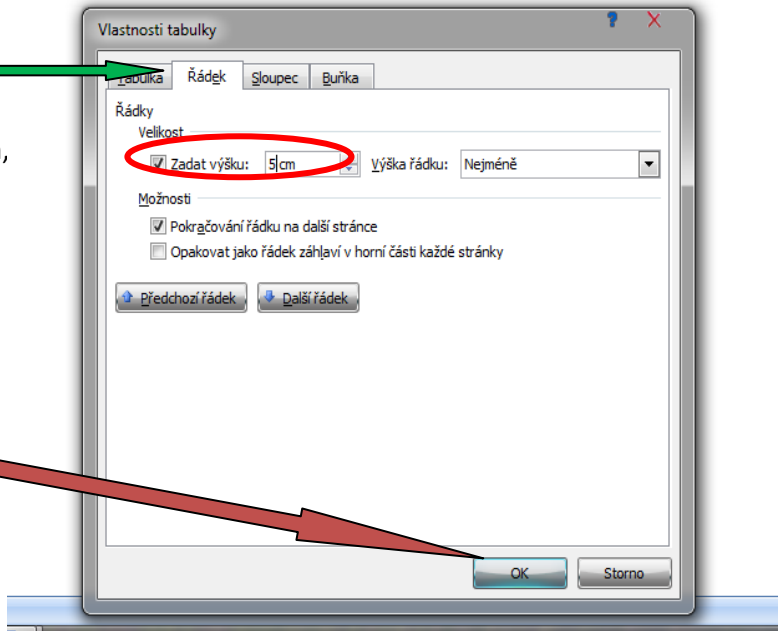 Vlastnosti tabulky
Tabulka Řádek Sloupec Buňka
Řádky
Velikost
Zadat výšku: 5 cm Výška řádku: Nejméně
Možnosti
Pokračování řádku na další stránce
Opakovat jako řádek záhlaví v horní části každé stránky
Předchozí řádek Další řádek
OK Storno